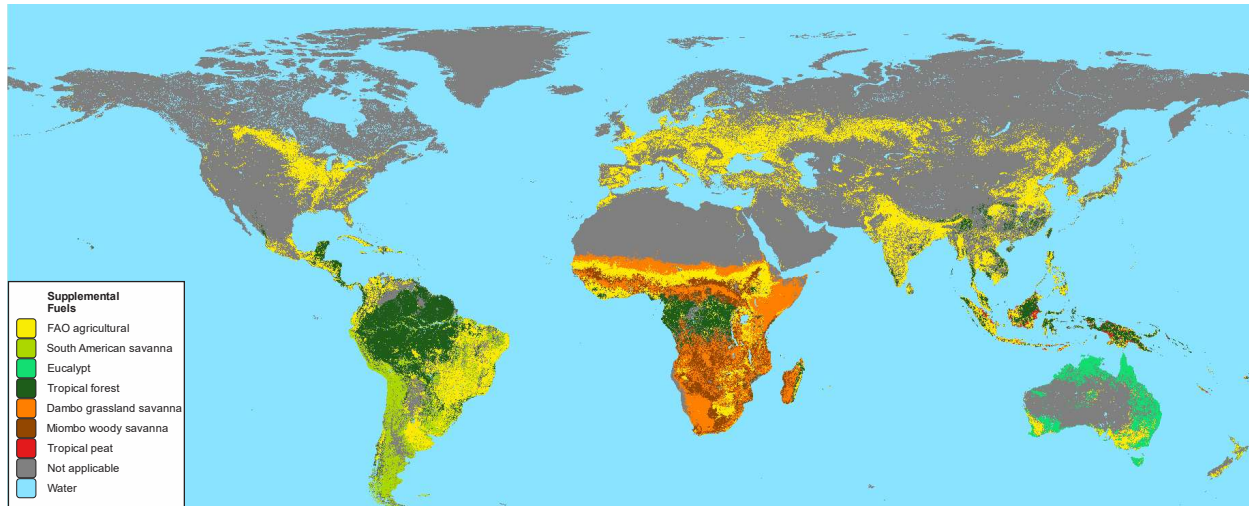 Supplemental
Fuels
FAO agricultural
South American savanna
Eucalypt
Tropical forest
Dambo grassland savanna
Miombo woody savanna
Tropical peat
Not applicable
Water